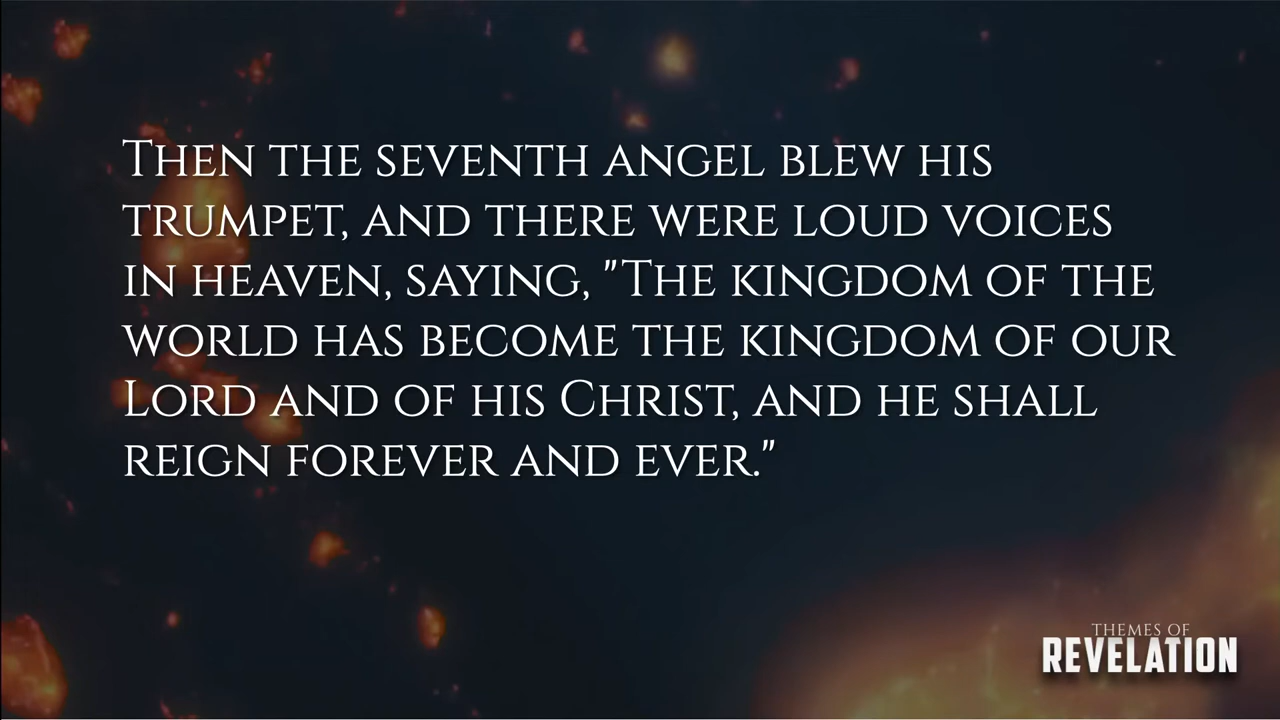 Then the seventh angel blew his
trumpet, and there were loud voices
in heaven, saying, "The kingdom of the
world has become the kingdom of our
Lord and of his Christ, and he shall
reign forever and ever."
THEMES OF
REVELATION